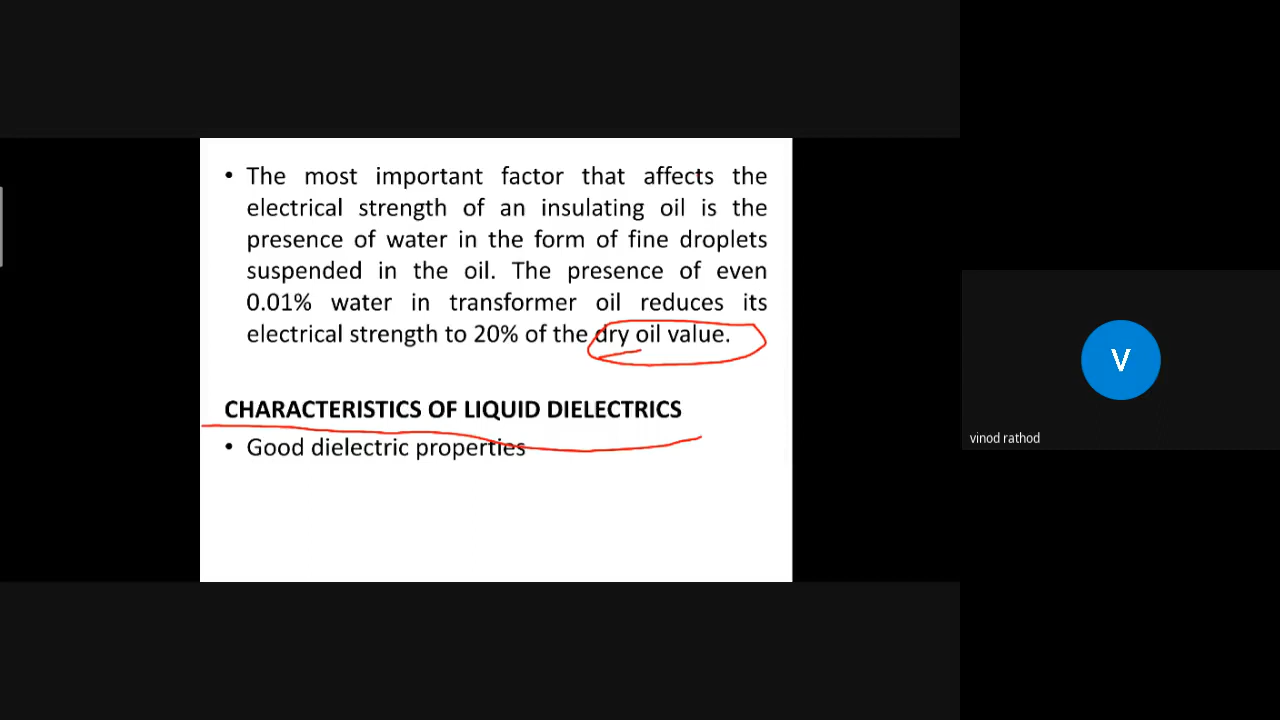 • The most important factor that affects the
electrical strength of an insulating oil is the
presence of water in the form of fine droplets
suspended in the oil. The presence of even
0.01% water in transformer oil reduces its
electrical strength to 20% of the dry oil value.
CHARACTERISTICS OF LIQUID DIELECTRICS
• Good dielectric properties
V
vinod rathod